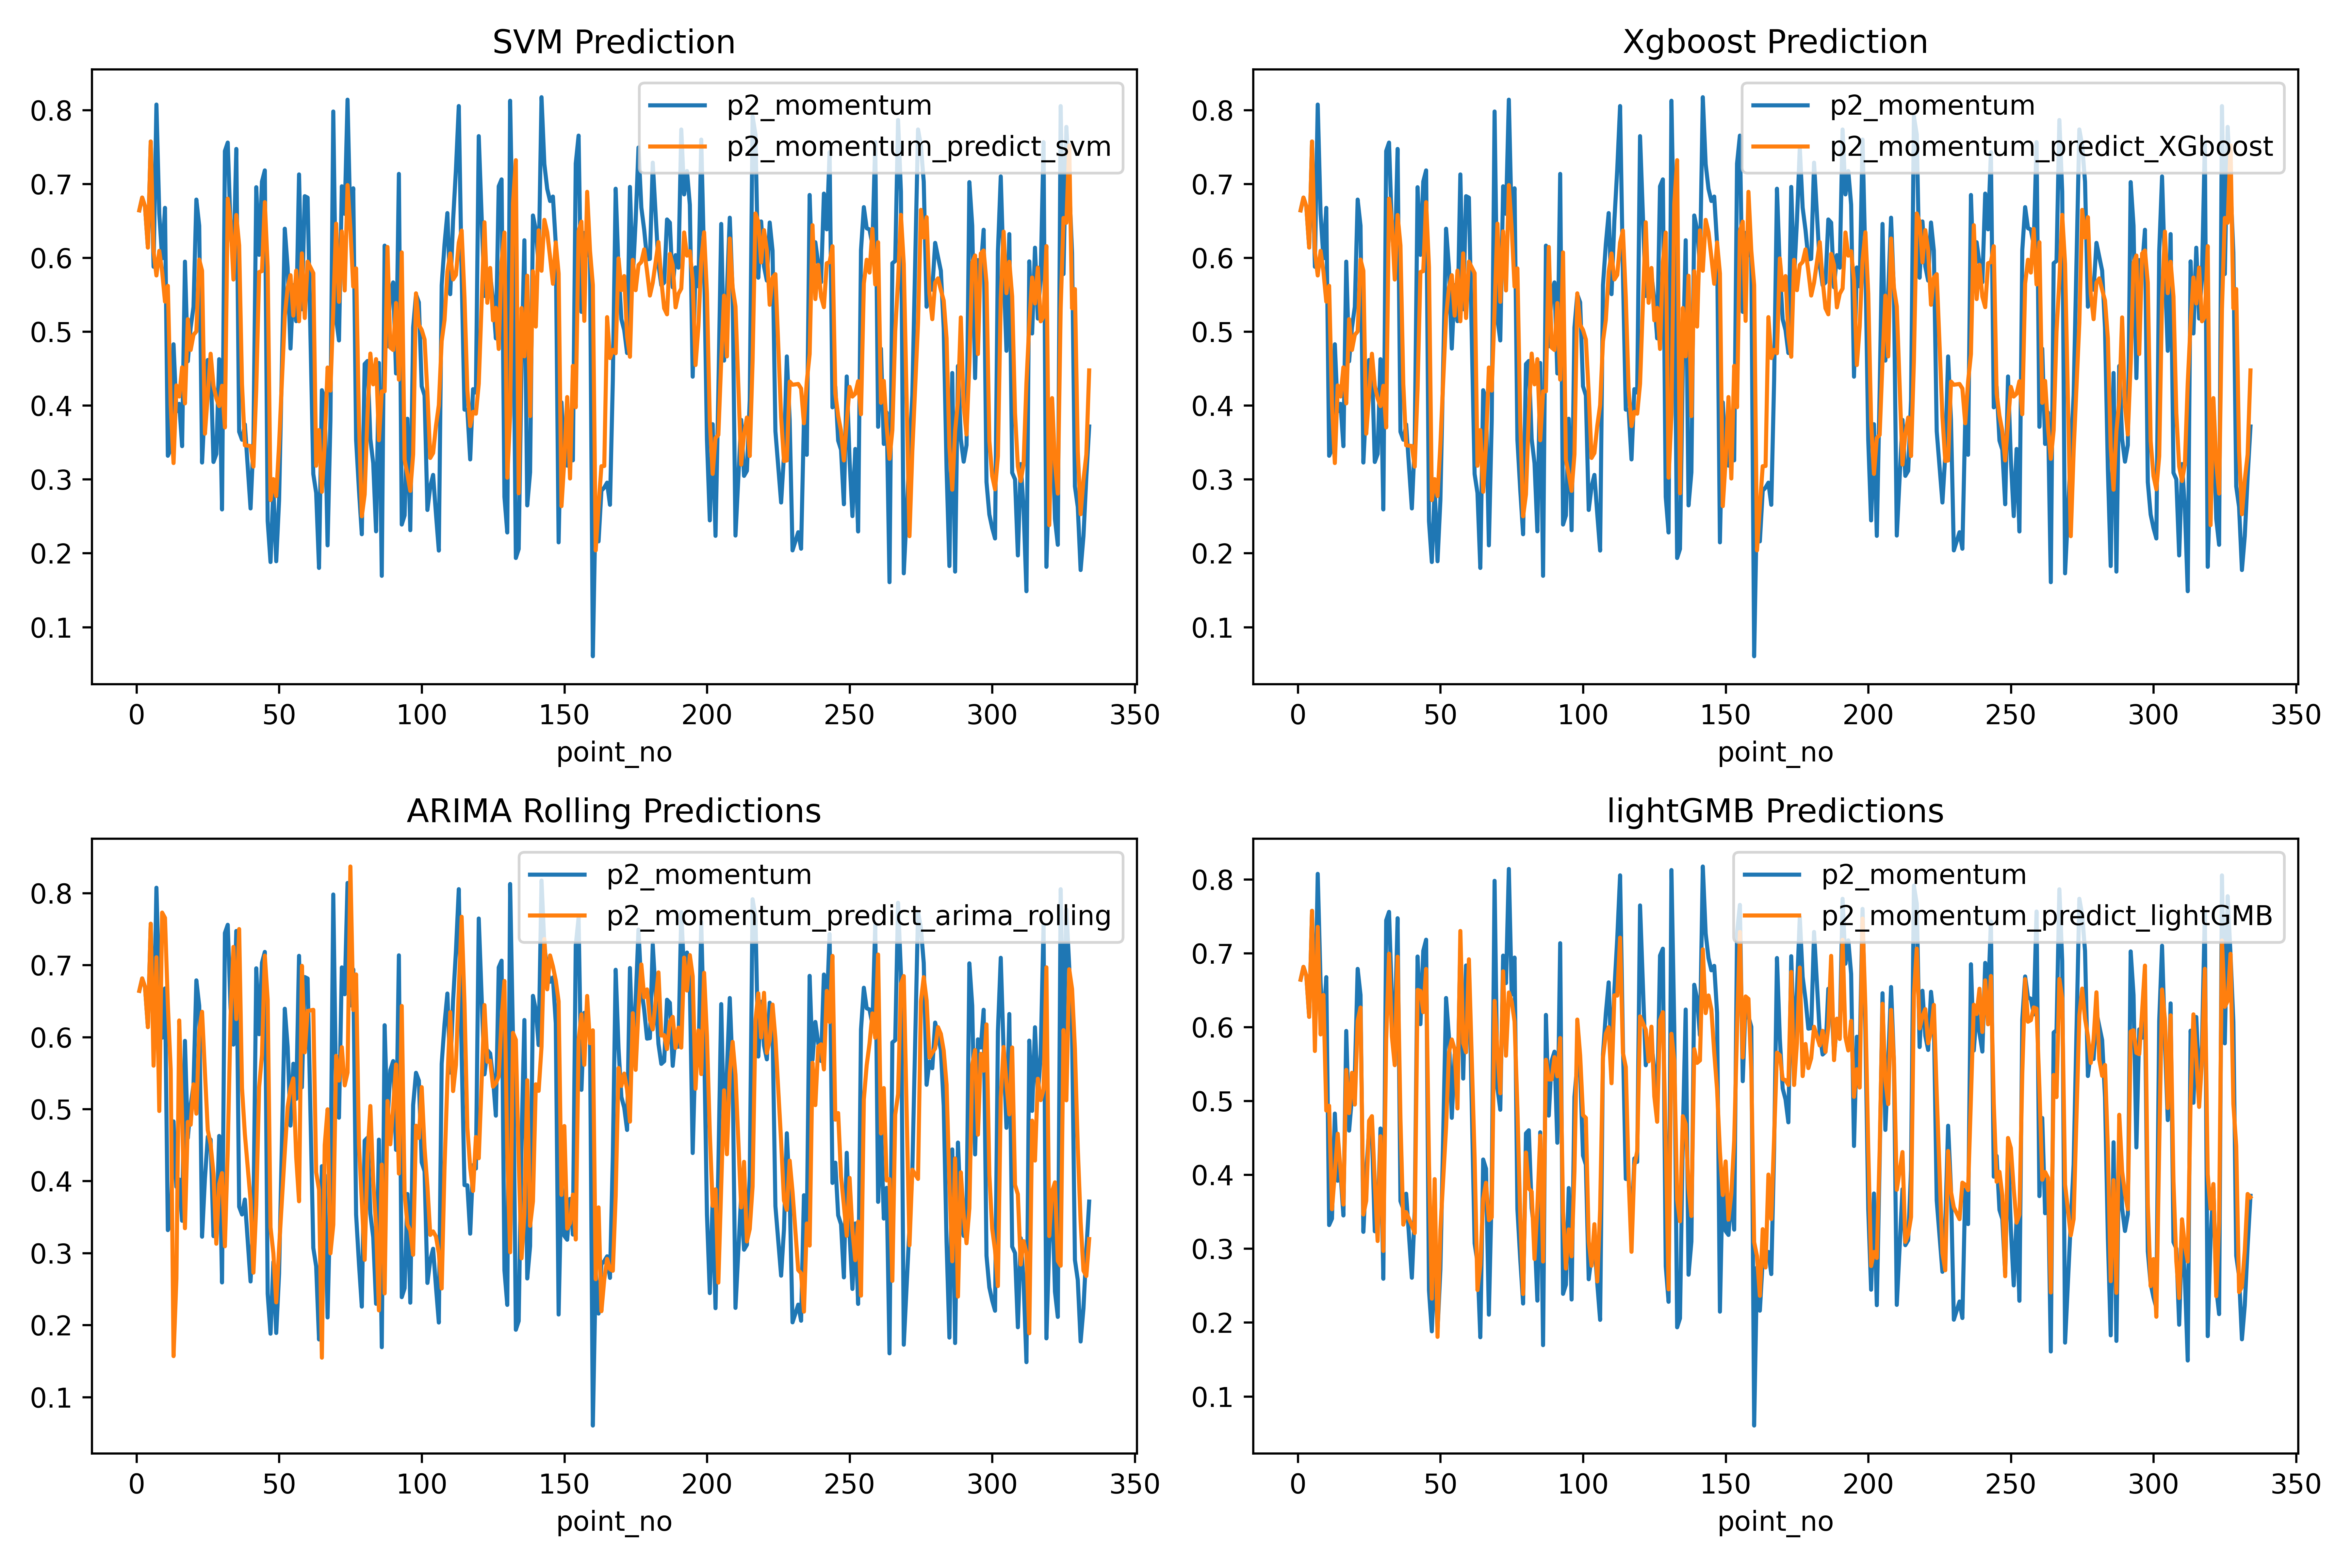 SVM Prediction
p2_momentum
p2_momentum_predict_svm
0.8
0.7
0.6
0.5
0.4
0.3
0.2
0.1
0 50 100 150 200 250 300 350
point_no
Xgboost Prediction
p2_momentum
p2_momentum_predict_XGboost
0.8
0.7
0.6
0.5
0.4
0.3
0.2
0.1
0 50 100 150 200 250 300 350
point_no
ARIMA Rolling Predictions
p2_momentum
p2_momentum_predict_arima_rolling
0.8
0.7
0.6
0.5
0.4
0.3
0.2
0.1
0 50 100 150 200 250 300 350
point_no
lightGMB Predictions
p2_momentum
p2_momentum_predict_lightGMB
0.8
0.7
0.6
0.5
0.4
0.3
0.2
0.1
0 50 100 150 200 250 300 350
point_no